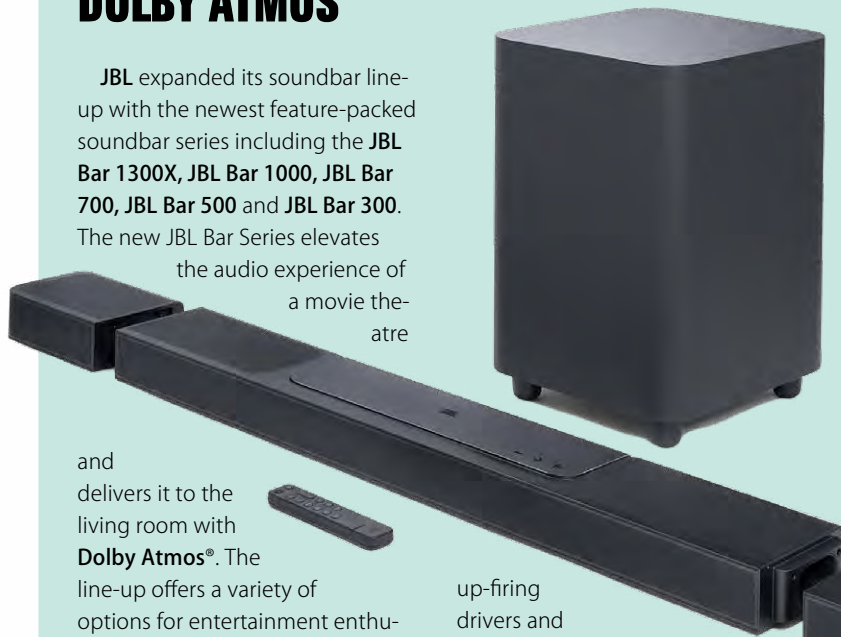 DOLBY ATMOS
JBL expanded its soundbar line-
up with the newest feature-packed
soundbar series including the JBL
Bar 1300X, JBL Bar 1000, JBL Bar
700, JBL Bar 500 and JBL Bar 300.
The new JBL Bar Series elevates
the audio experience of
a movie the-
atre
and
delivers it to the
living room with
Dolby Atmos®. The
line-up offers a variety of
options for entertainment enthu-
up-firing
drivers and